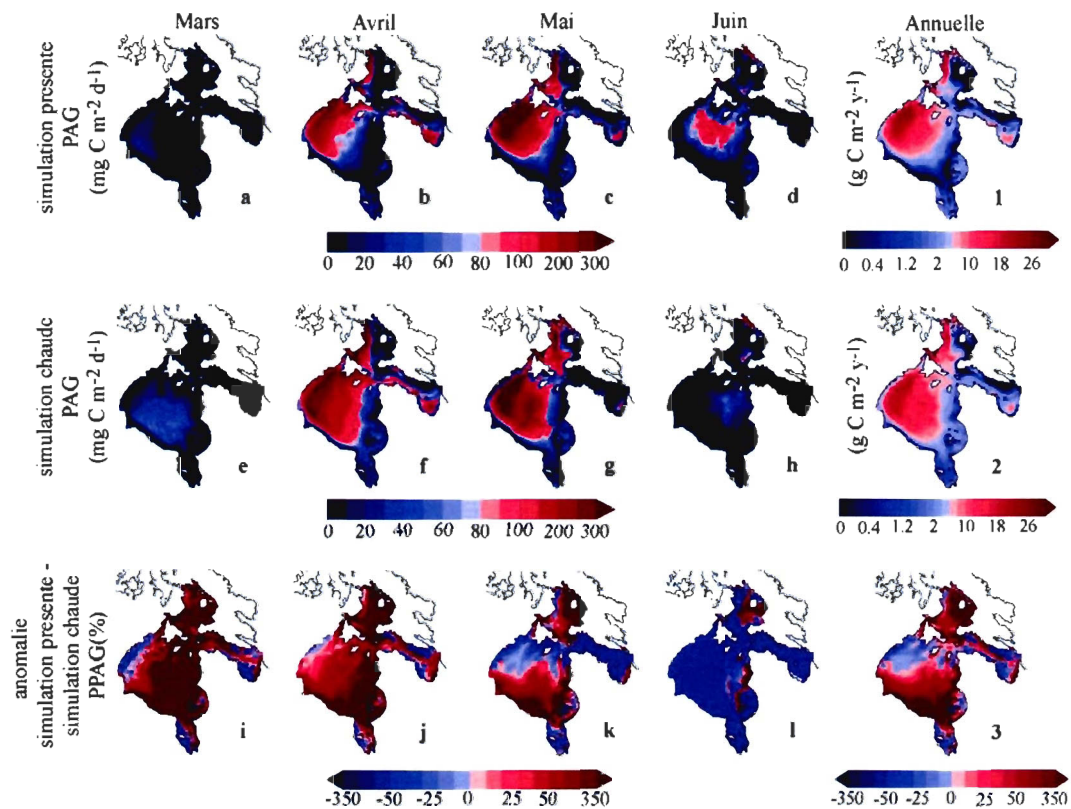 Mars Avril Mai Juin Annuelle
simulation presente
PAG
(mg C m-2 d-1)
(g C m-2 y-1)
a b c d 1
0 20 40 60 80 100 200 300
0 0.4 1.2 2 10 18 26
simulation chaude
PAG
(mg C m-2 d-1)
(g C m-2 y-1)
e f g h 2
0 20 40 60 80 100 200 300
0 0.4 1.2 2 10 18 26
anomalie
simulation presente -
simulation chaude
PPAG(%)
i j k l 3
-350 -50 -25 0 25 50 350
-350 -50 -25 0 25 50 350